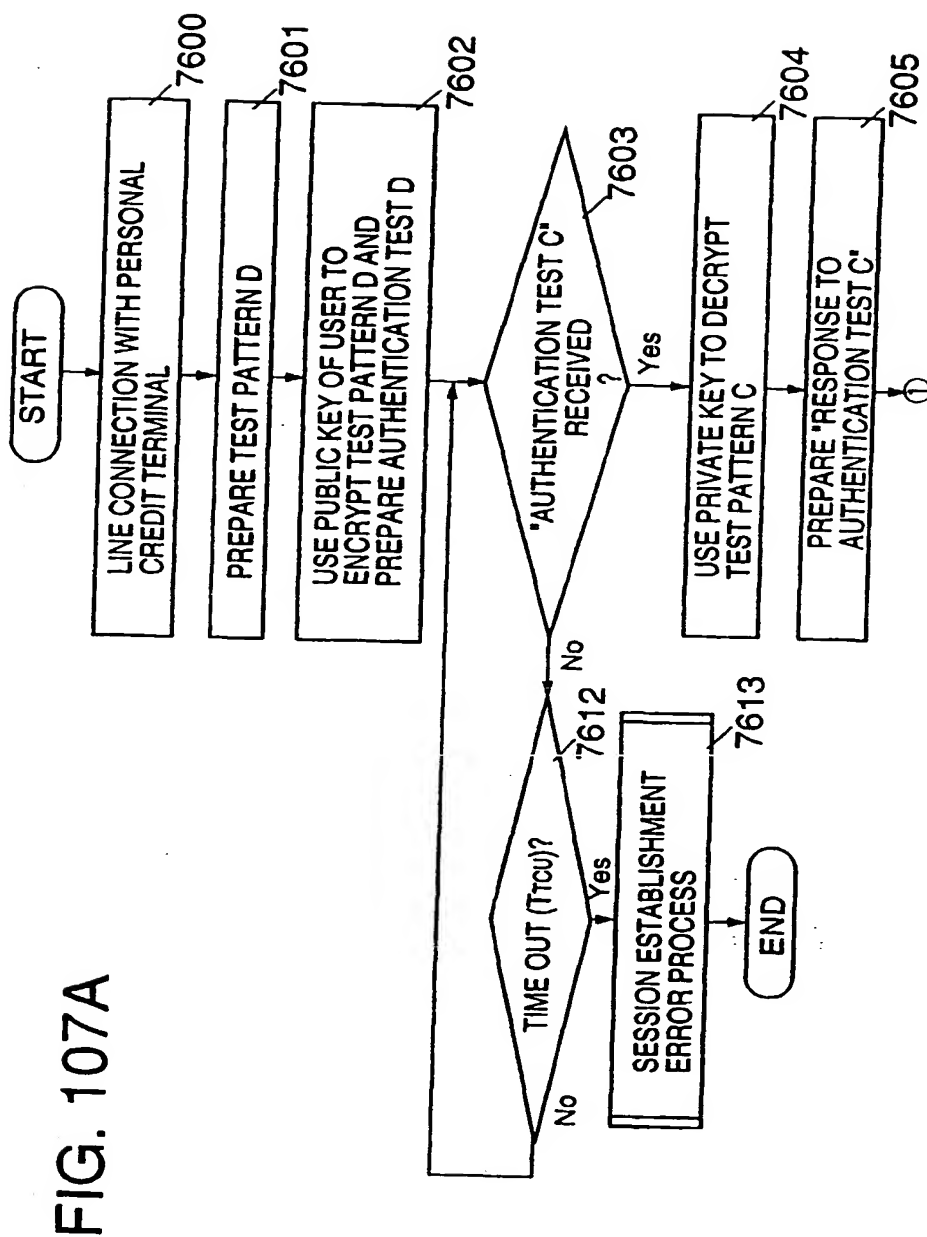 FIG. 107A
START
LINE CONNECTION WITH PERSONAL
CREDIT TERMINAL
7600
PREPARE TEST PATTERN D
7601
USE PUBLIC KEY OF USER TO
ENCRYPT TEST PATTERN D AND
PREPARE AUTHENTICATION TEST D
7602
"AUTHENTICATION TEST C"
RECEIVED
?
7603
Yes
No
USE PRIVATE KEY TO DECRYPT
TEST PATTERN C
7604
PREPARE "RESPONSE TO
AUTHENTICATION TEST C"
7605
①
TIME OUT (TTCU)?
7612
Yes
No
SESSION ESTABLISHMENT
ERROR PROCESS
7613
END